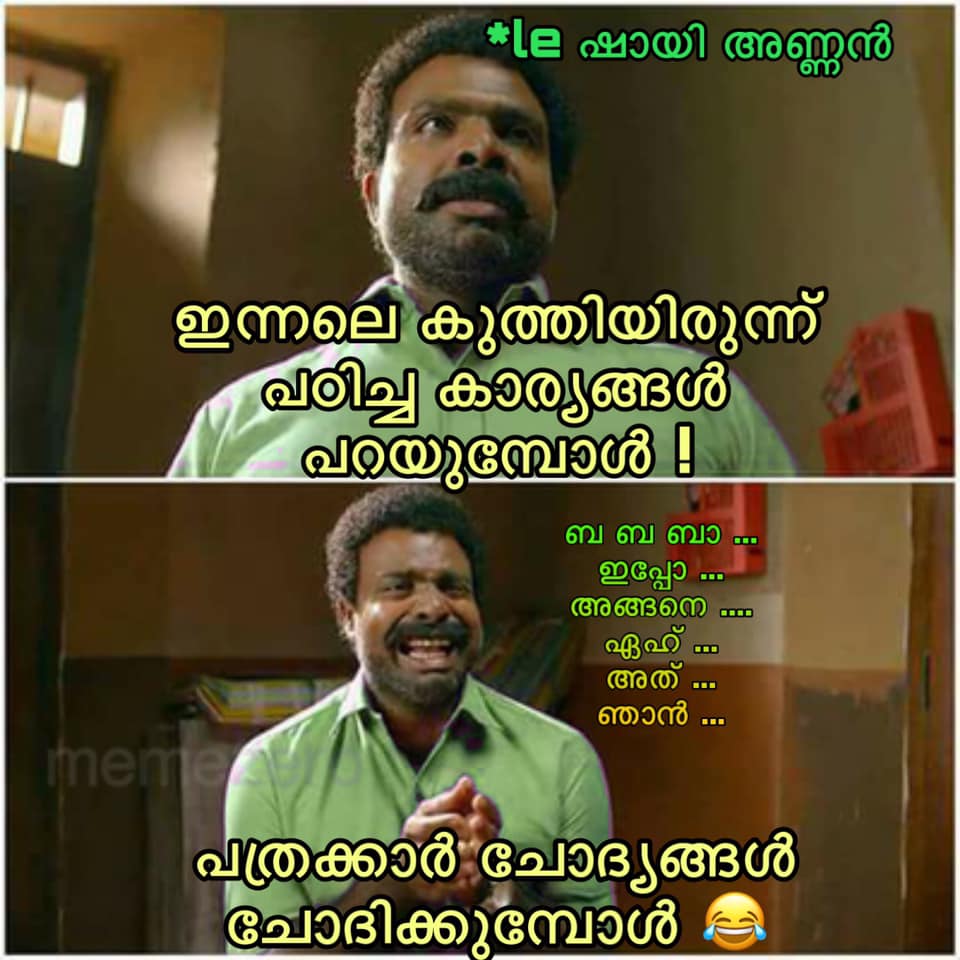 *le ഷായി അണ്ണൻ
ഇന്നലെ കുത്തിയിരുന്ന്
പഠിച്ച കാര്യങ്ങൾ
പറയുമ്പോൾ !
ബ ബ ബാ ...
ഇപ്പോ ...
അങ്ങനെ ....
ഏഹ് ...
അത് ...
ഞാൻ ...
പത്രക്കാർ ചോദ്യങ്ങൾ
ചോദിക്കുമ്പോൾ 😂